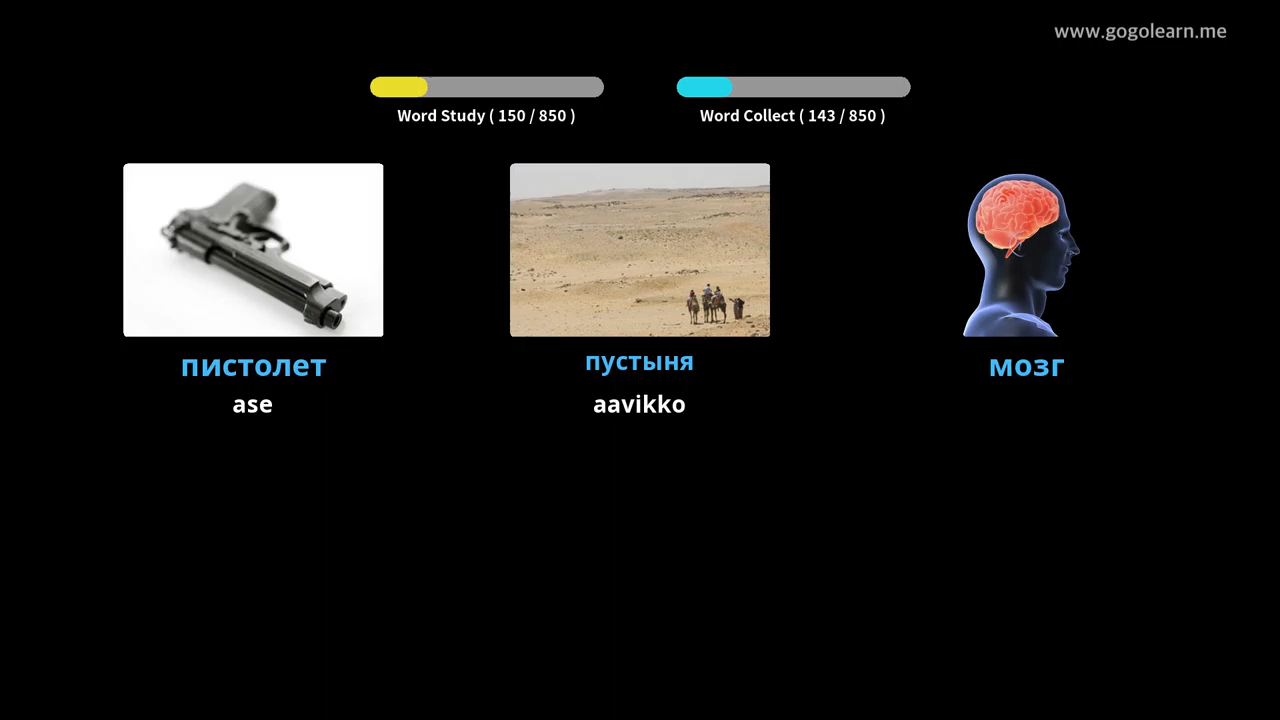 www.gogolearn.me
Word Study ( 150 / 850 )
Word Collect ( 143 / 850 )
пистолет
пустыня
мозг
ase
aavikko